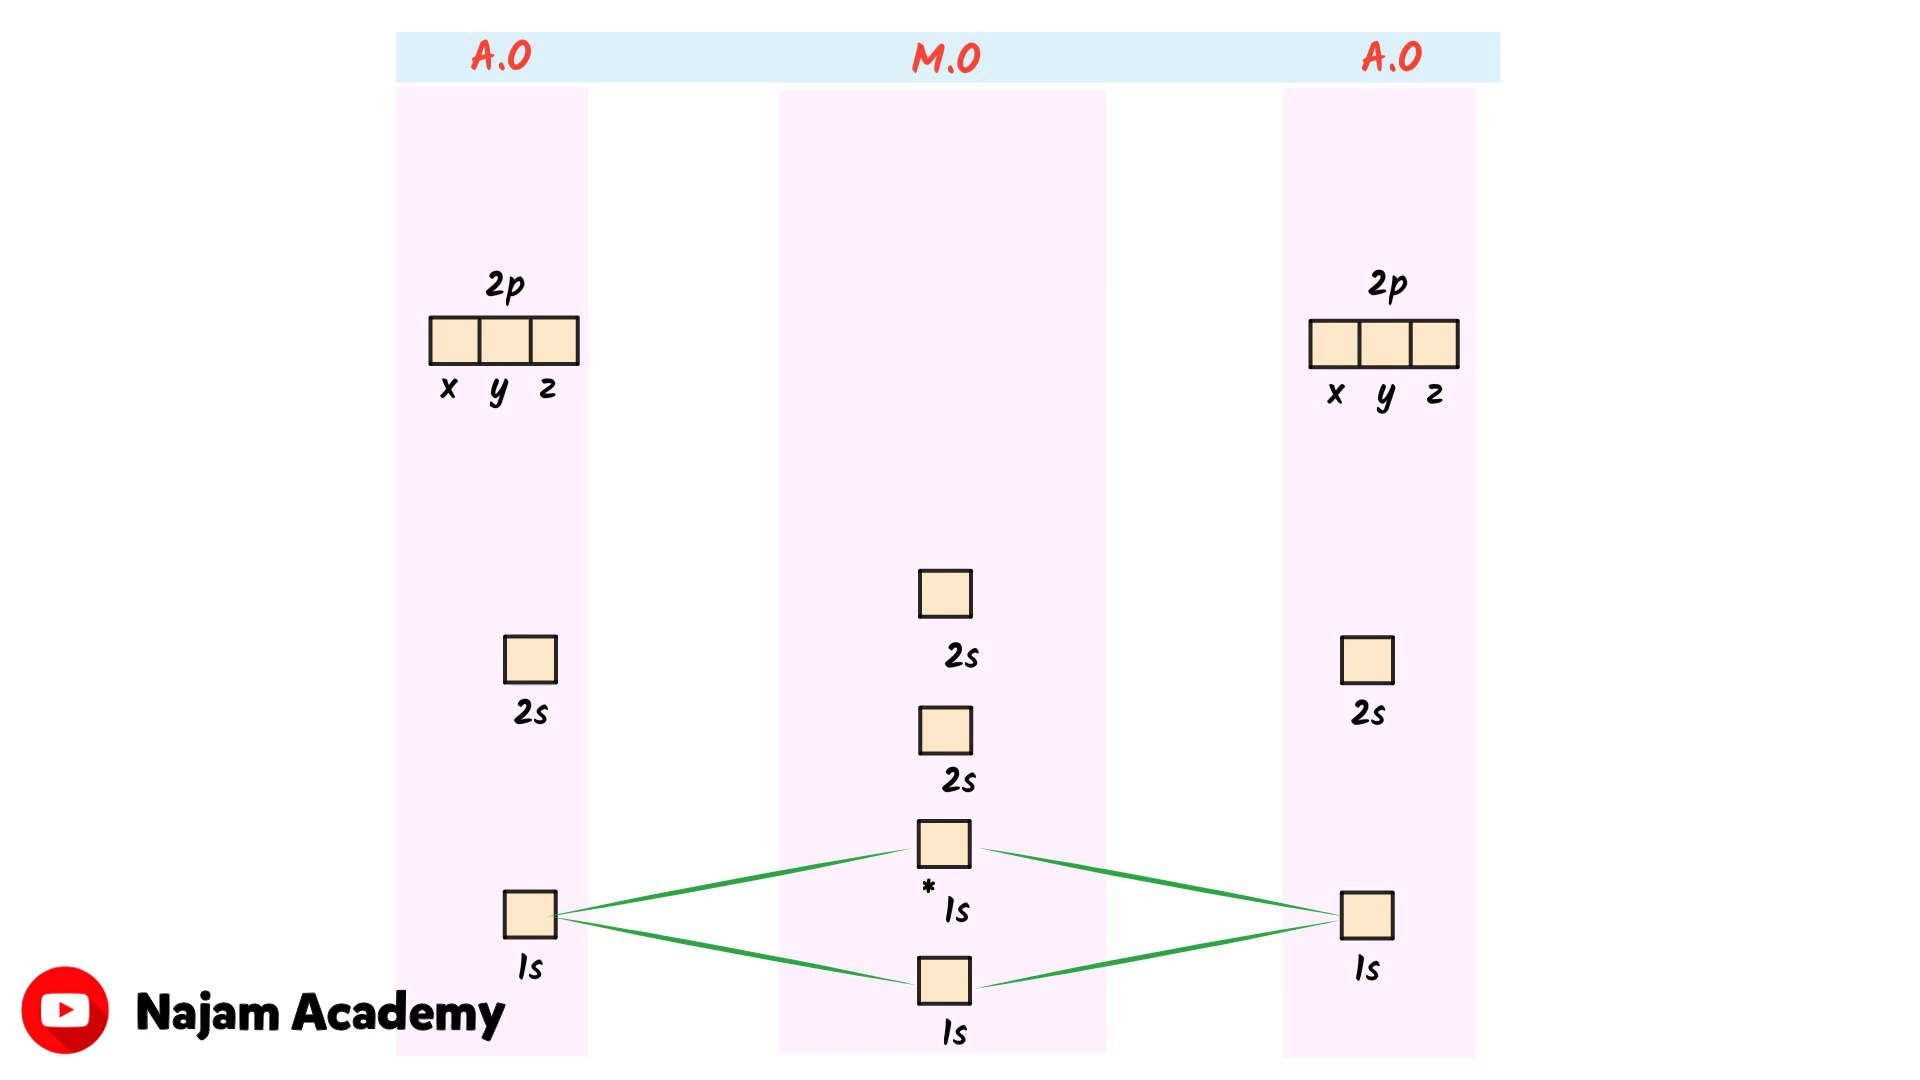 A.O M.O A.O
2p 2p
x y z x y z
2s
2s 2s
2s
*
1s
1s 1s
1s
Najam Academy